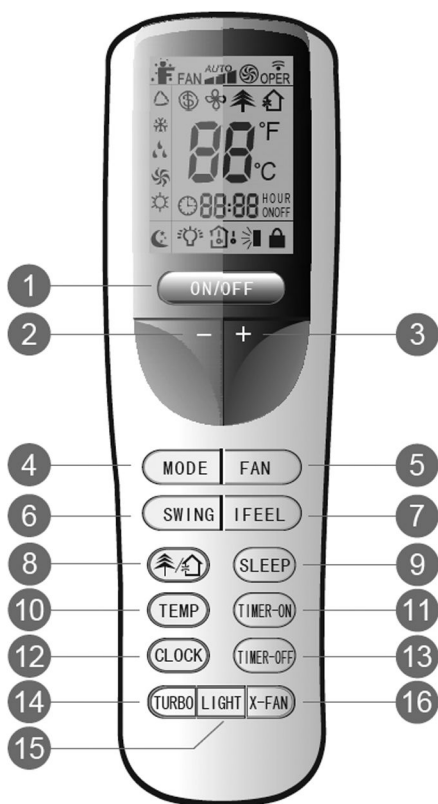 FAN AUTO OPER
88 °F
°C
88:88 HOUR
ONOFF
1 ON/OFF
2 − + 3
4 MODE FAN 5
6 SWING IFEEL 7
8 / SLEEP 9
10 TEMP TIMER-ON 11
12 CLOCK TIMER-OFF 13
14 TURBO LIGHT X-FAN 16
15